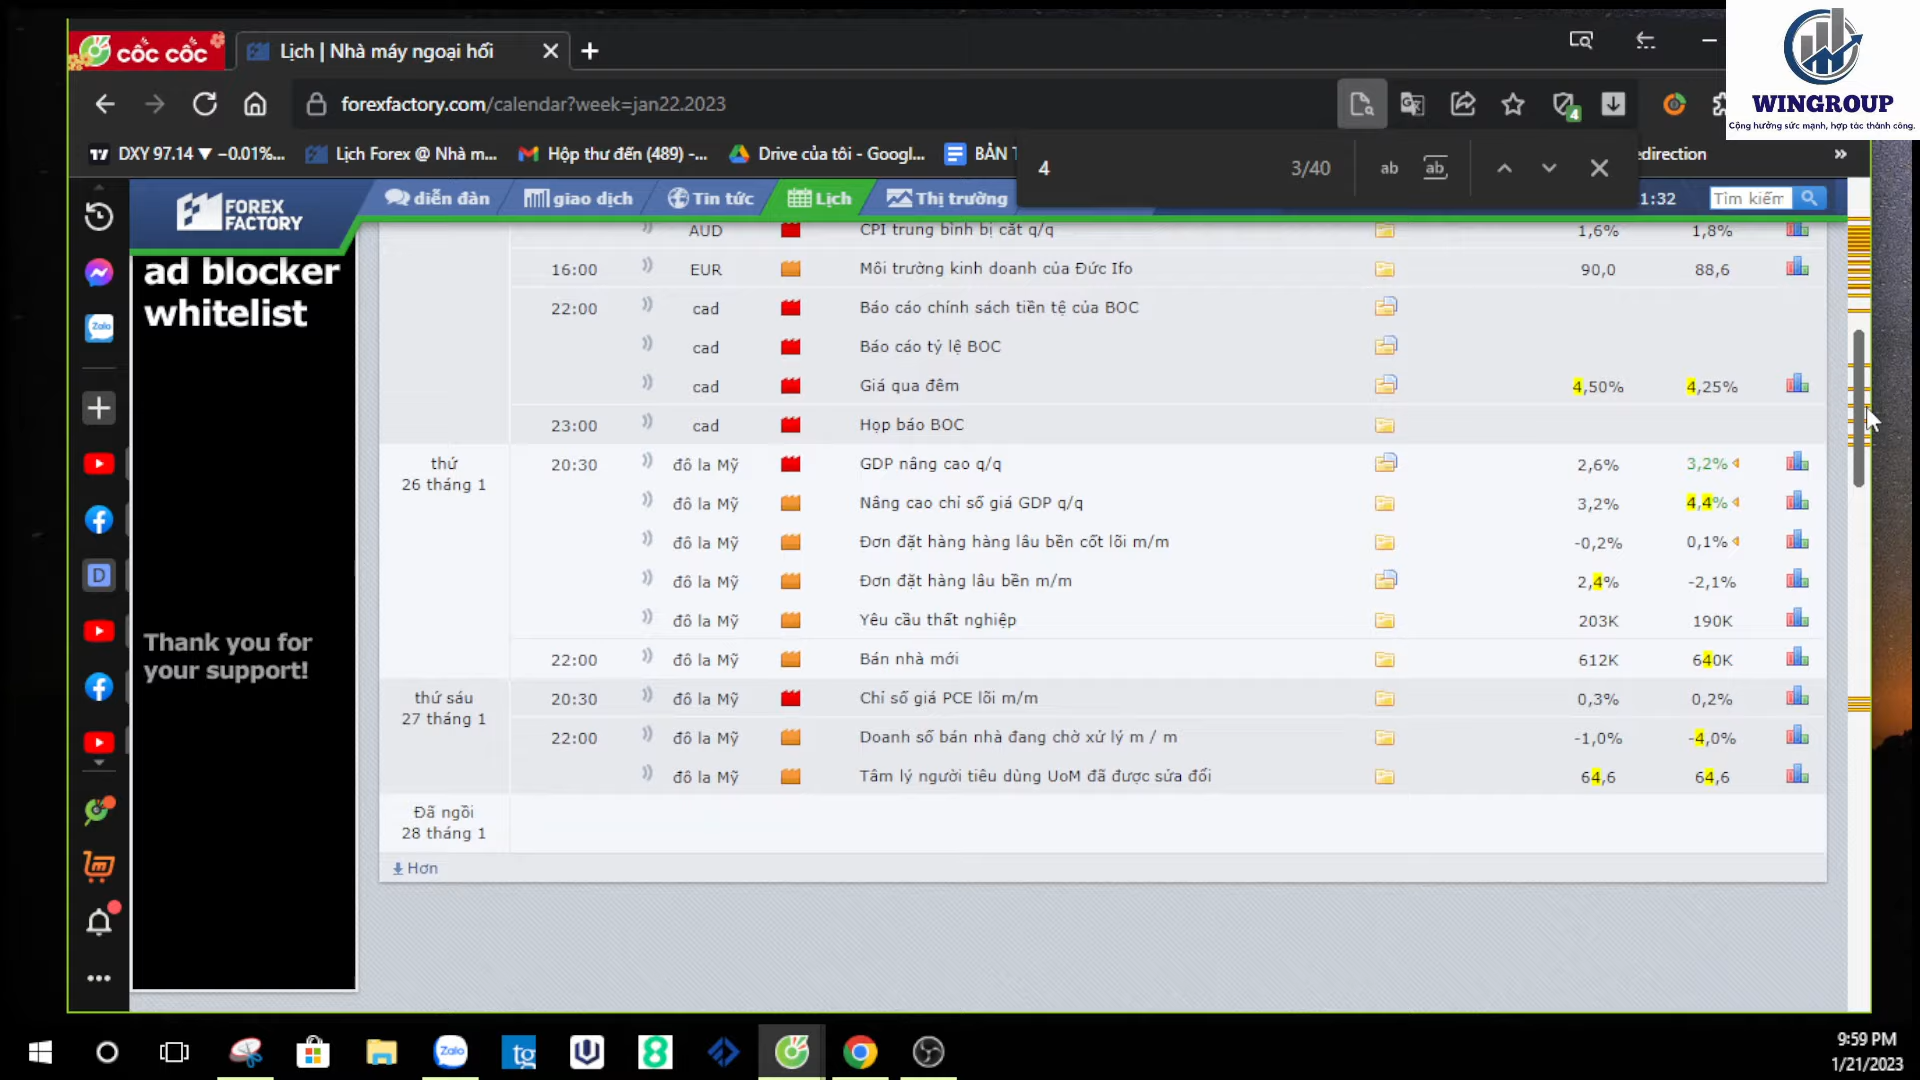 cốc cốc
Lịch | Nhà máy ngoại hối
WINGROUP
Cộng hưởng sức mạnh, hợp tác thành công.
forexfactory.com/calendar?week=jan22.2023
4
DXY 97.14 ▼ −0.01%...
Lịch Forex @ Nhà m...
Hộp thư đến (489) -...
Drive của tôi - Googl...
BẢN T
4
3/40
edirection
»
FOREX
FACTORY
diễn đàn
giao dịch
Tin tức
Lịch
Thị trường
1:32
Tìm kiếm
ad blocker
whitelist
Thank you for
your support!
Zalo
D
AUD CPI trung bình bị cắt q/q 1,6% 1,8%
16:00 EUR Môi trường kinh doanh của Đức Ifo 90,0 88,6
22:00 cad Báo cáo chính sách tiền tệ của BOC
cad Báo cáo tỷ lệ BOC
cad Giá qua đêm 4,50% 4,25%
23:00 cad Họp báo BOC
thứ
26 tháng 1
20:30 đô la Mỹ GDP nâng cao q/q 2,6% 3,2%
đô la Mỹ Nâng cao chỉ số giá GDP q/q 3,2% 4,4%
đô la Mỹ Đơn đặt hàng hàng lâu bền cốt lõi m/m -0,2% 0,1%
đô la Mỹ Đơn đặt hàng lâu bền m/m 2,4% -2,1%
đô la Mỹ Yêu cầu thất nghiệp 203K 190K
22:00 đô la Mỹ Bán nhà mới 612K 640K
thứ sáu
27 tháng 1
20:30 đô la Mỹ Chỉ số giá PCE lõi m/m 0,3% 0,2%
22:00 đô la Mỹ Doanh số bán nhà đang chờ xử lý m / m -1,0% -4,0%
đô la Mỹ Tâm lý người tiêu dùng UoM đã được sửa đổi 64,6 64,6
Đã ngồi
28 tháng 1
Hơn
Zalo
tg
8
9:59 PM
1/21/2023